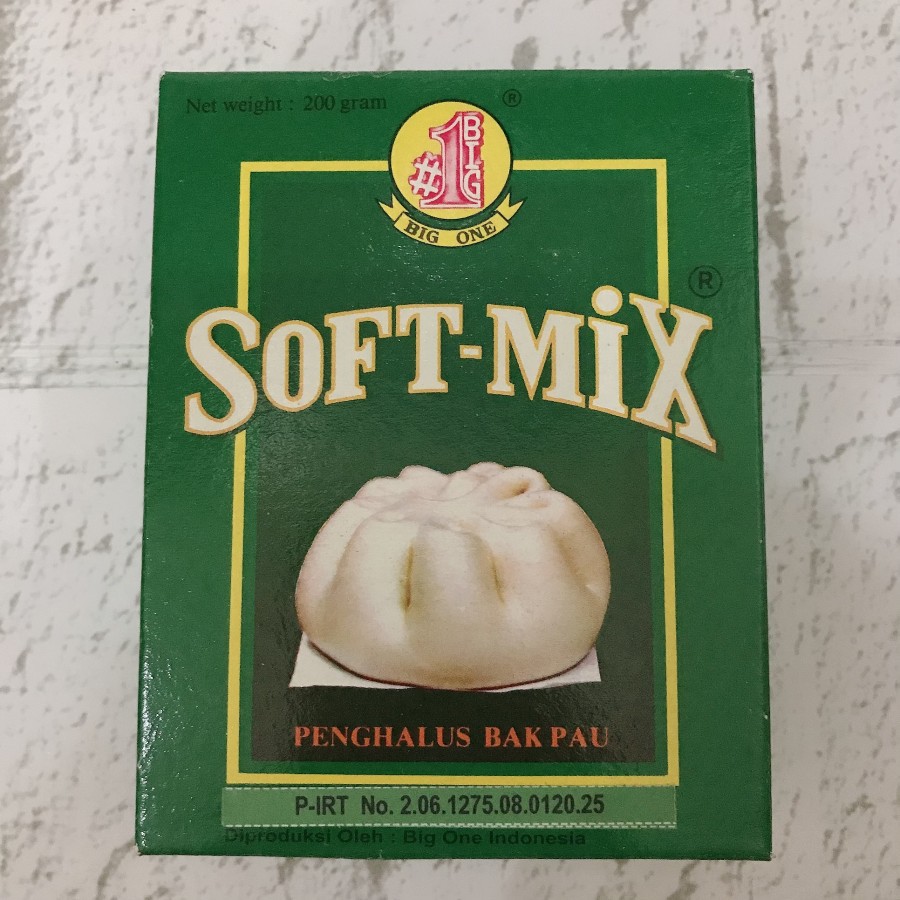 Net weight : 200 gram
®
#1 BIG
BIG ONE
®
SOFT-MiX
PENGHALUS BAK PAU
P-IRT No. 2.06.1275.08.0120.25
Diproduksi Oleh : Big One Indonesia